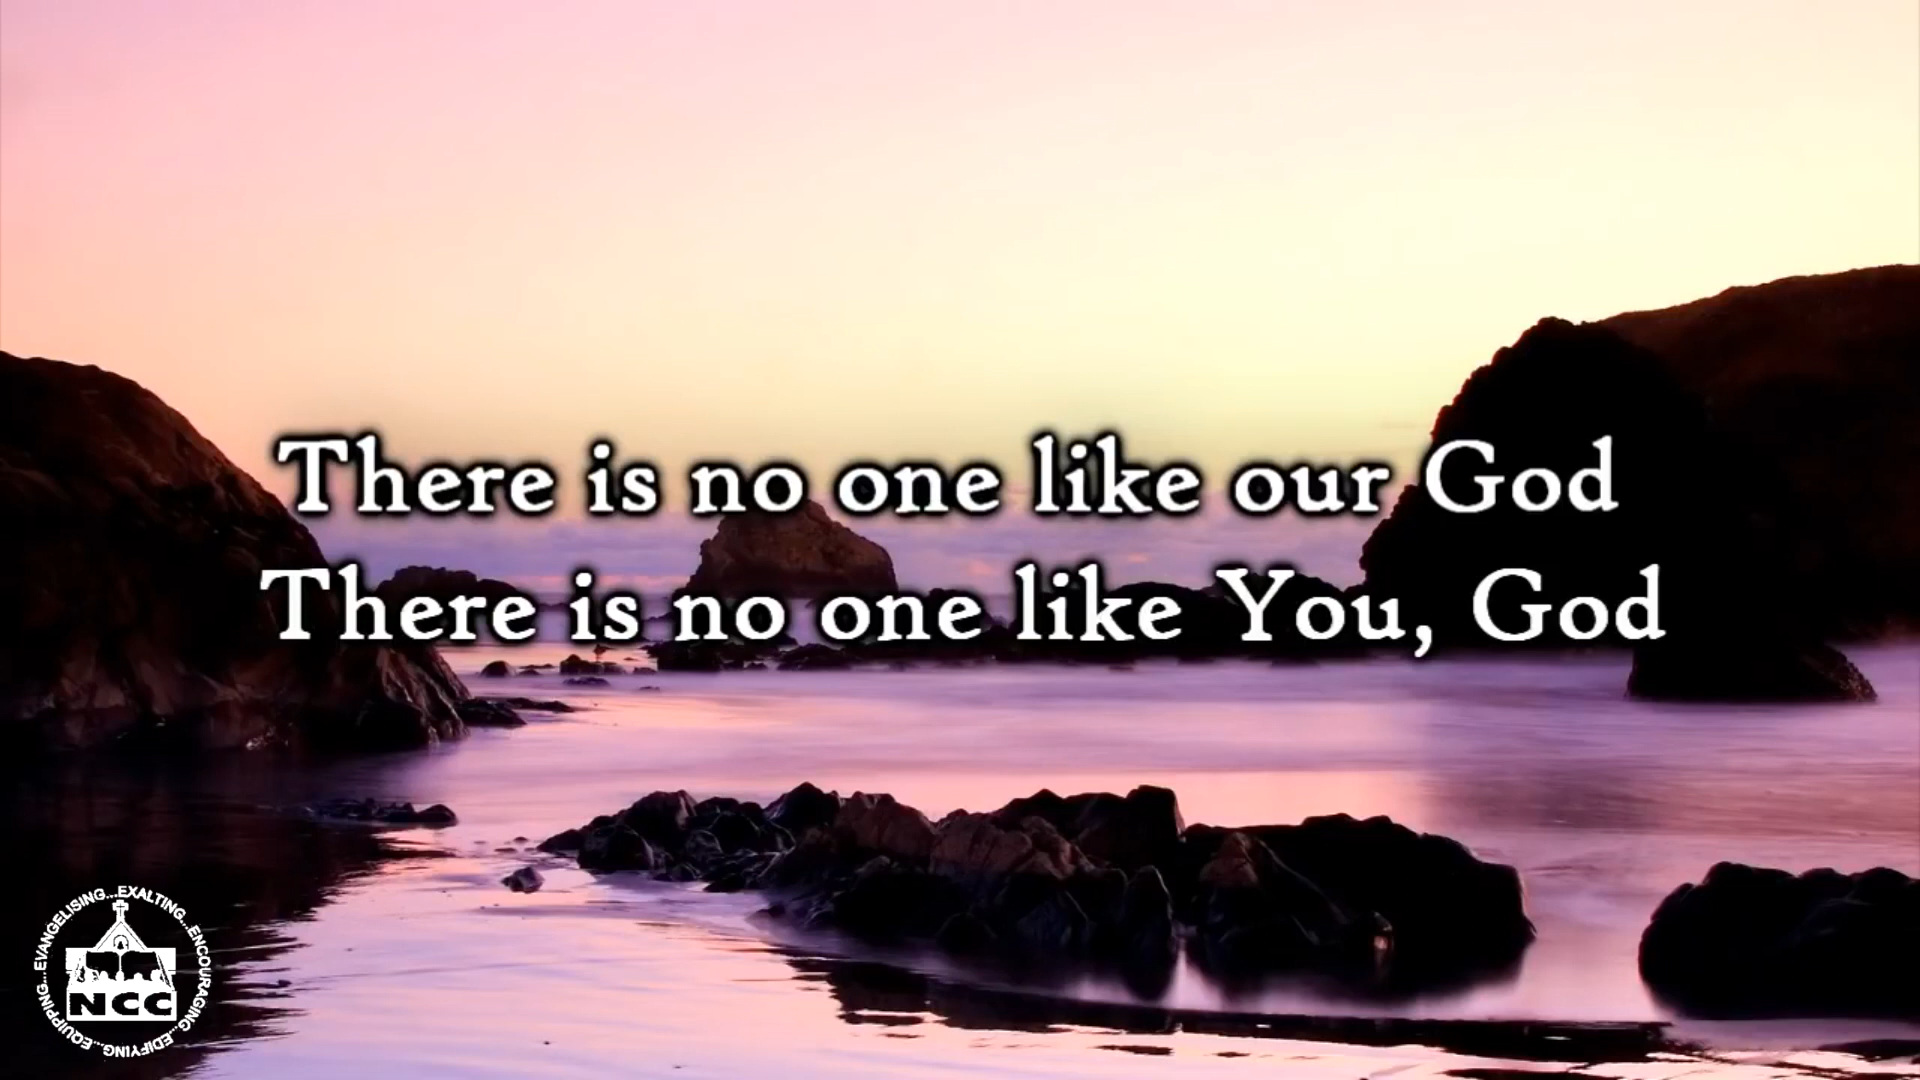 There is no one like our God
There is no one like You, God
EVANGELISING...EXALTING...ENCOURAGING...EDIFYING...EQUIPPING...
NCC